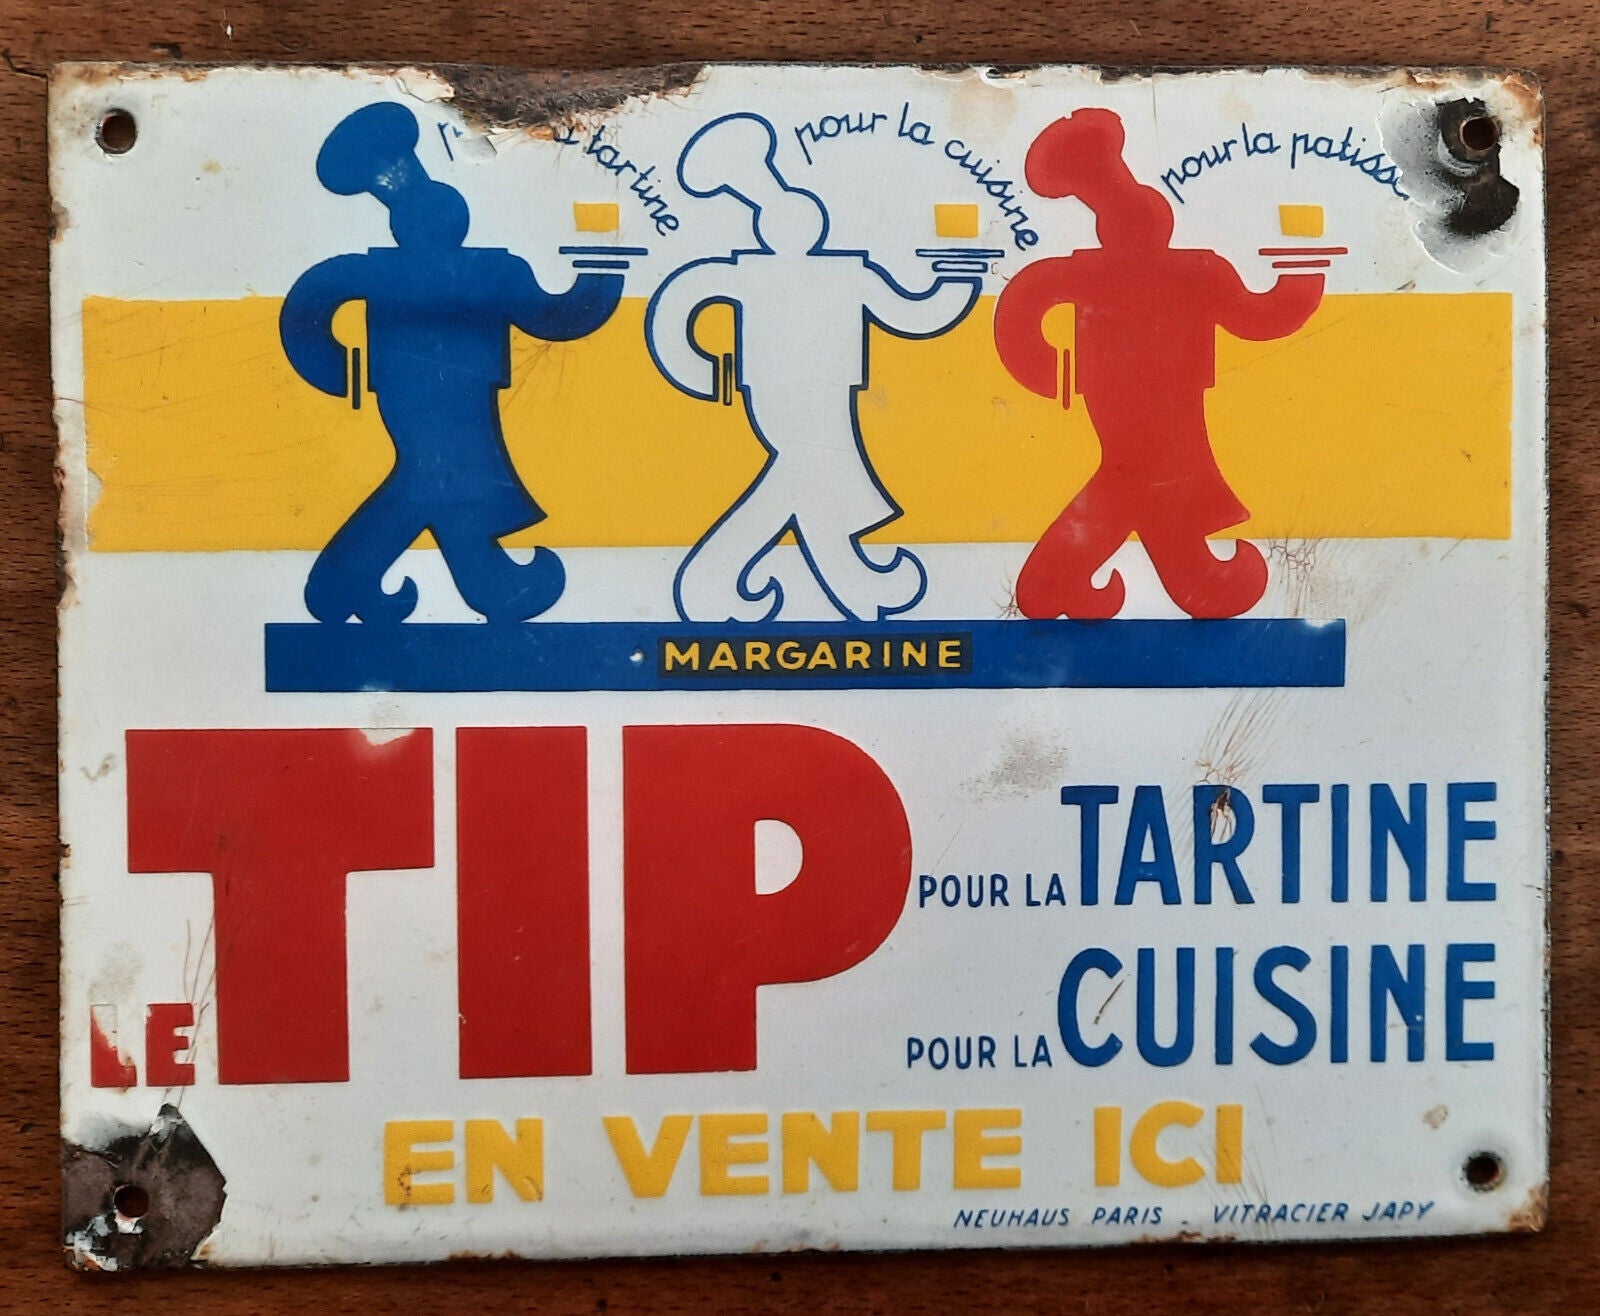 tartine
pour la cuisine
pour la
MARGARINE
LE TIP
POUR LA TARTINE
POUR LA CUISINE
EN VENTE ICI
NEUHAUS PARIS - VITRACIER JAPY